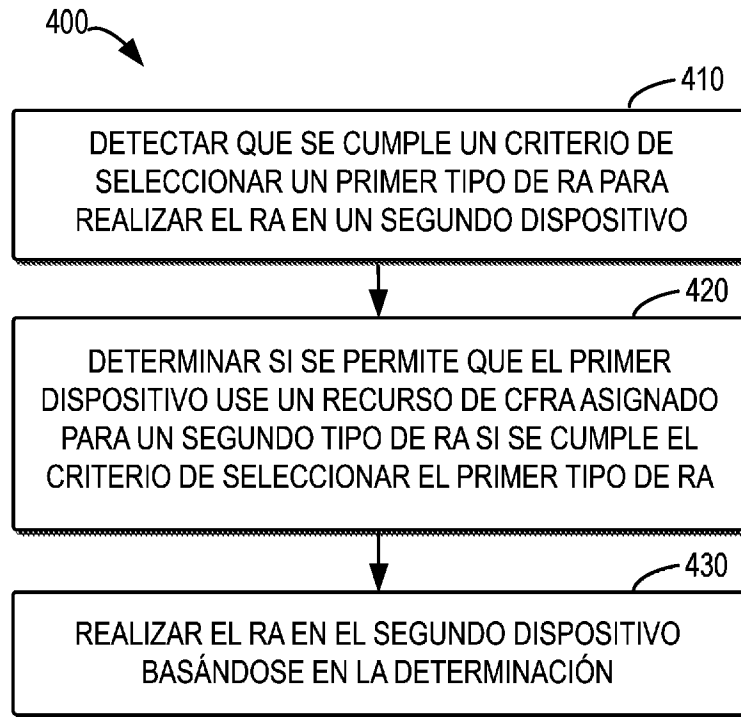 400
410
DETECTAR QUE SE CUMPLE UN CRITERIO DE
SELECCIONAR UN PRIMER TIPO DE RA PARA
REALIZAR EL RA EN UN SEGUNDO DISPOSITIVO
420
DETERMINAR SI SE PERMITE QUE EL PRIMER
DISPOSITIVO USE UN RECURSO DE CFRA ASIGNADO
PARA UN SEGUNDO TIPO DE RA SI SE CUMPLE EL
CRITERIO DE SELECCIONAR EL PRIMER TIPO DE RA
430
REALIZAR EL RA EN EL SEGUNDO DISPOSITIVO
BASÁNDOSE EN LA DETERMINACIÓN